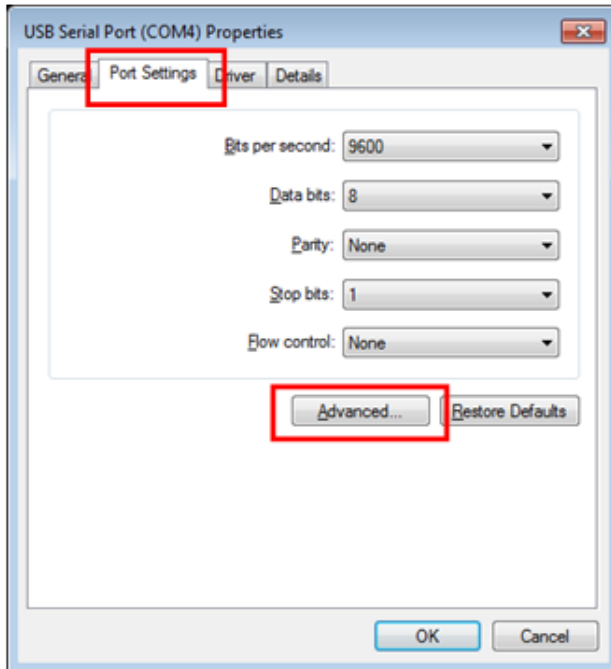 USB Serial Port (COM4) Properties
General Port Settings Driver Details
Bits per second: 9600
Data bits: 8
Parity: None
Stop bits: 1
Flow control: None
Advanced... Restore Defaults
OK Cancel